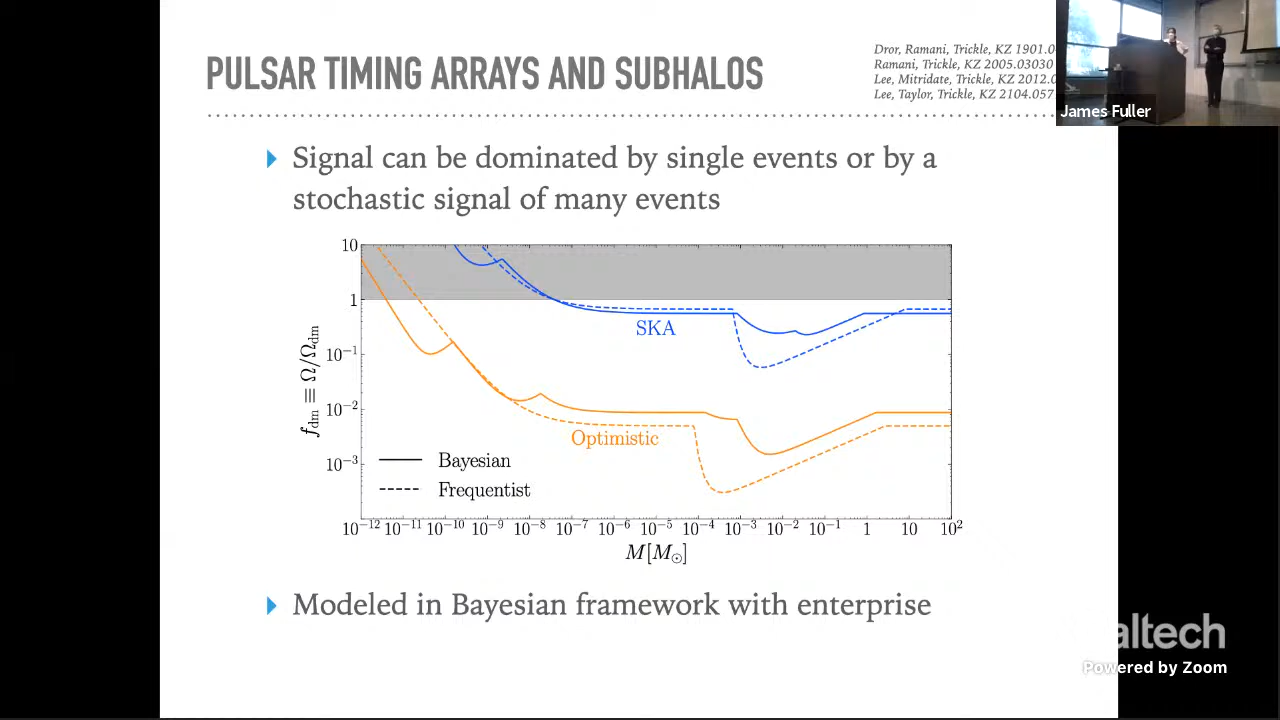 PULSAR TIMING ARRAYS AND SUBHALOS
Dror, Ramani, Trickle, KZ 1901.0
Ramani, Trickle, KZ 2005.03030
Lee, Mitridate, Trickle, KZ 2012.0
Lee, Taylor, Trickle, KZ 2104.057
James Fuller
Signal can be dominated by single events or by a
stochastic signal of many events
10
1
10⁻¹
10⁻²
10⁻³
f_dm ≡ Ω/Ω_dm
SKA
Optimistic
Bayesian
Frequentist
10⁻¹² 10⁻¹¹ 10⁻¹⁰ 10⁻⁹ 10⁻⁸ 10⁻⁷ 10⁻⁶ 10⁻⁵ 10⁻⁴ 10⁻³ 10⁻² 10⁻¹ 1 10 10²
M[M_⊙]
Modeled in Bayesian framework with enterprise
altech
Powered by Zoom